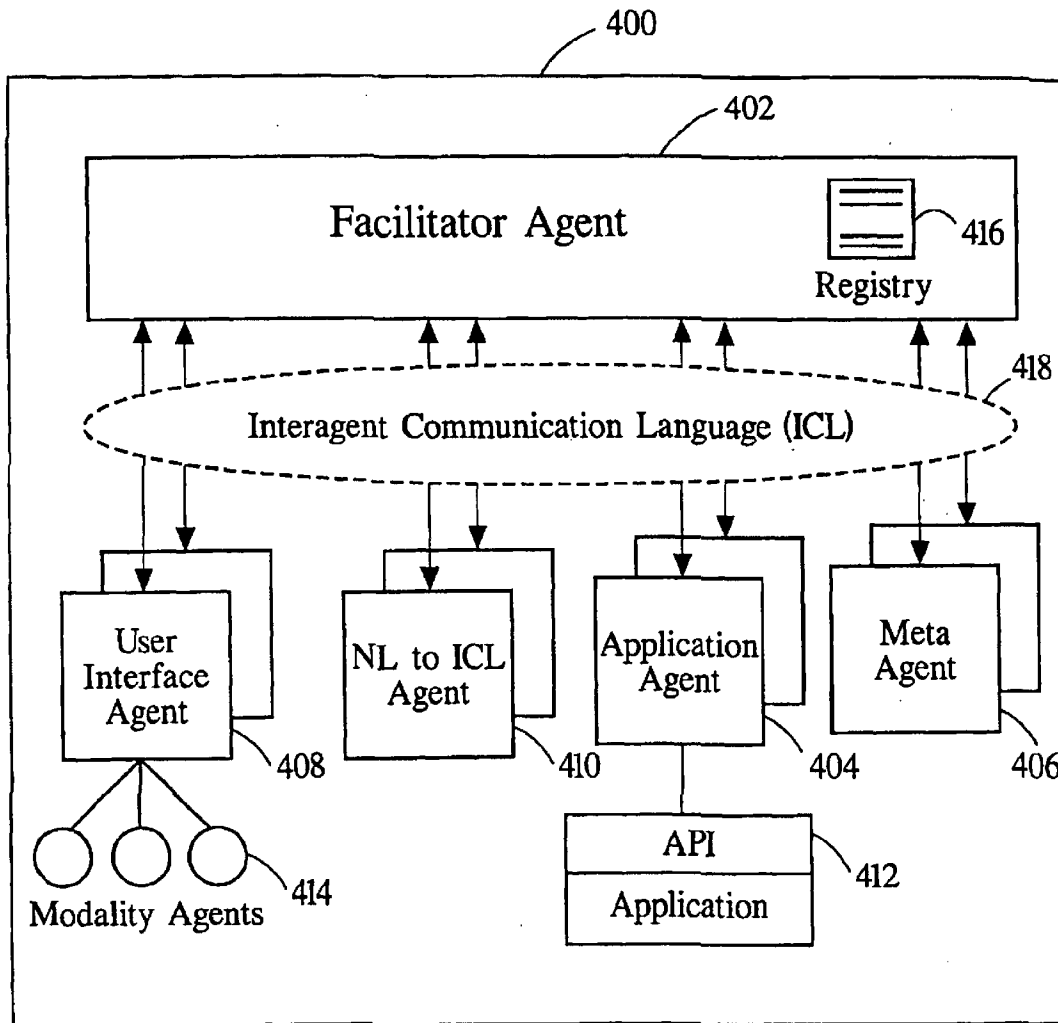 400
402
Facilitator Agent
416
Registry
418
Interagent Communication Language (ICL)
User
Interface
Agent
408
NL to ICL
Agent
410
Application
Agent
404
Meta
Agent
406
414
Modality Agents
API
412
Application